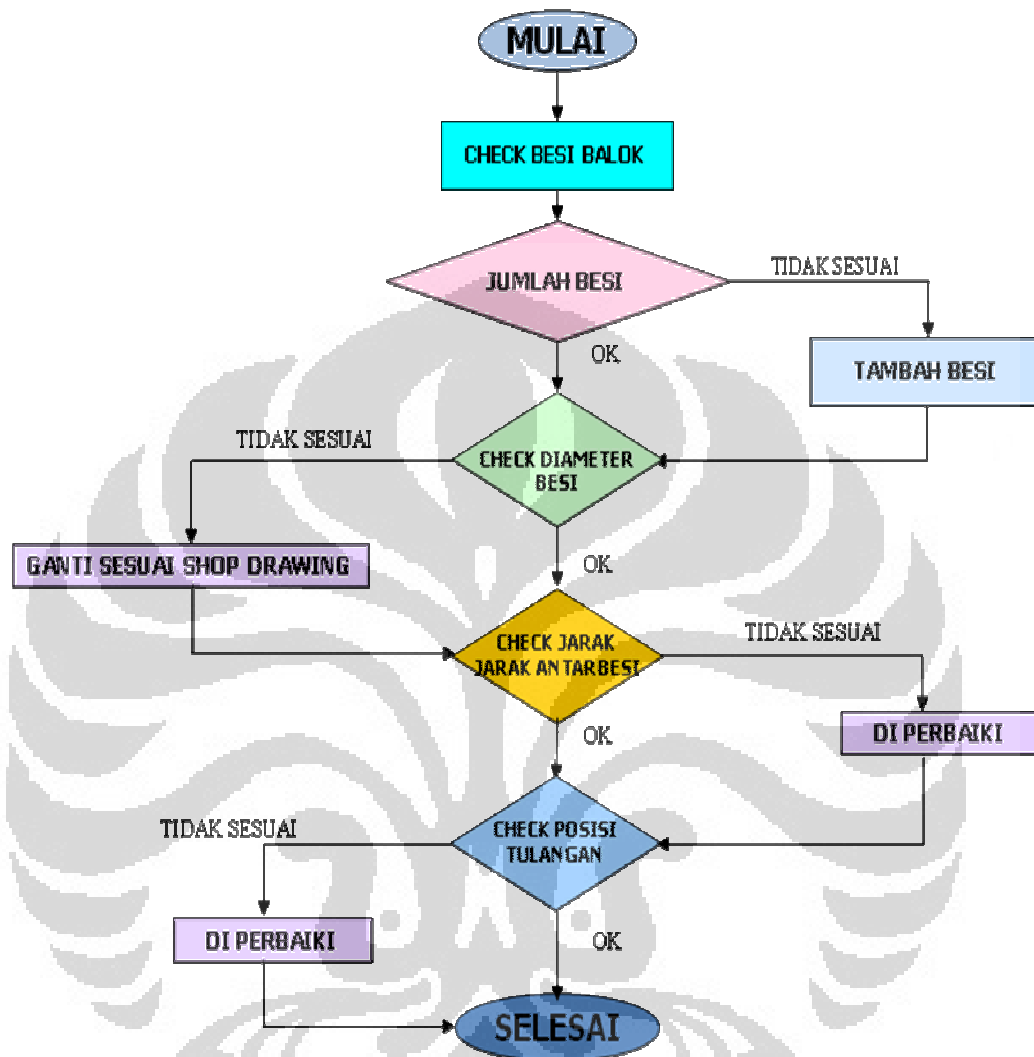 MULAI
CHECK BESI BALOK
JUMLAH BESI
TIDAK SESUAI
OK
TAMBAH BESI
TIDAK SESUAI
CHECK DIAMETER
BESI
OK
GANTI SESUAI SHOP DRAWING
CHECK JARAK
JARAK ANTARBESI
TIDAK SESUAI
OK
DI PERBAIKI
CHECK POSISI
TULANGAN
TIDAK SESUAI
DI PERBAIKI
OK
SELESAI